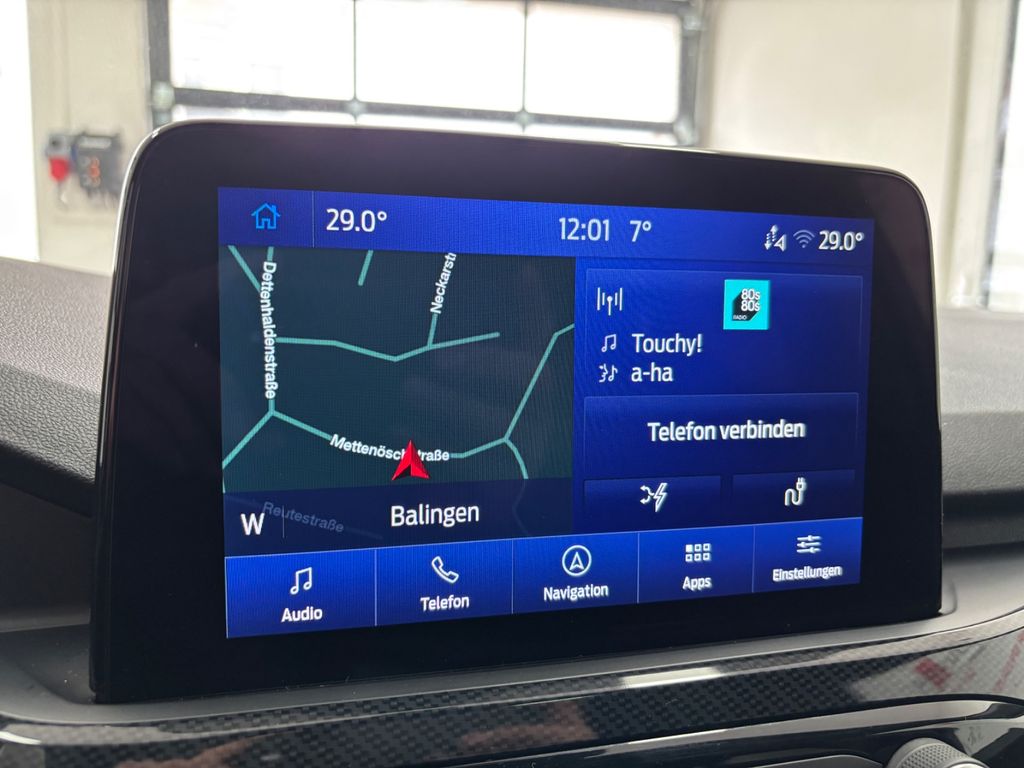 29.0°
12:01
7°
29.0°
Dettenhaldenstraße
Neckarstr
80s
80s
RADIO
Touchy!
a-ha
Telefon verbinden
Reutestraße
W
Balingen
Audio
Telefon
Navigation
Apps
Einstellungen